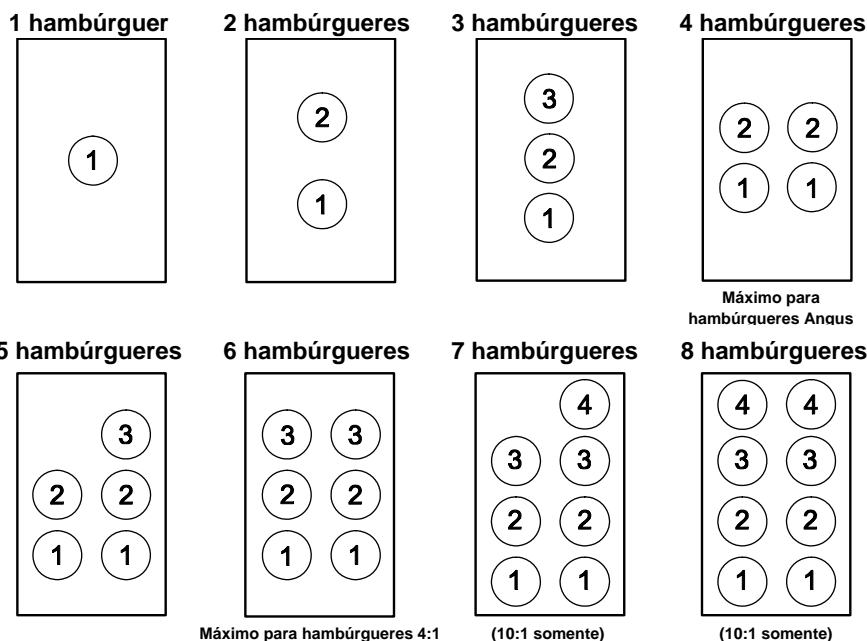 1 hambúrguer 2 hambúrgueres 3 hambúrgueres 4 hambúrgueres
3
2 2 2 2
1 2
1 1 1
1
Máximo para
hambúrgueres Angus
5 hambúrgueres 6 hambúrgueres 7 hambúrgueres 8 hambúrgueres
4 4 4
3 3 3 3 3 3 3
2 2 2 2 2 2 2 2
1 1 1 1 1 1 1 1
Máximo para hambúrgueres 4:1 (10:1 somente) (10:1 somente)